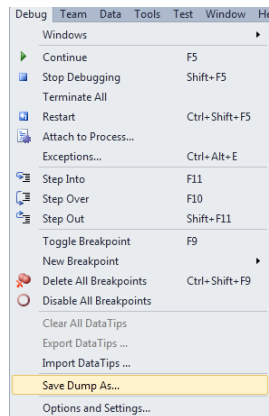 Debug Team Data Tools Test Window
Windows
Continue F5
Stop Debugging Shift+F5
Terminate All
Restart Ctrl+Shift+F5
Attach to Process...
Exceptions... Ctrl+Alt+E
Step Into F11
Step Over F10
Step Out Shift+F11
Toggle Breakpoint F9
New Breakpoint
Delete All Breakpoints Ctrl+Shift+F9
Disable All Breakpoints
Clear All DataTips
Export DataTips ...
Import DataTips ...
Save Dump As...
Options and Settings...